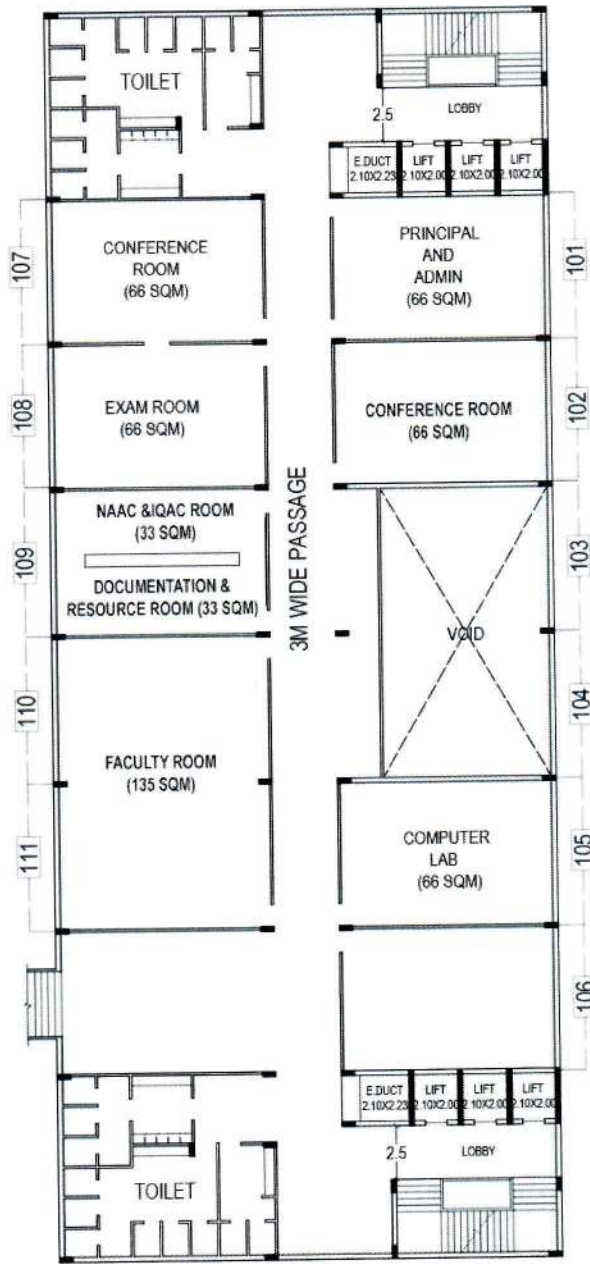 TOILET
LOBBY
2.5
E.DUCT
2.10X2.23
LIFT
2.10X2.00
LIFT
2.10X2.00
LIFT
2.10X2.00
107
CONFERENCE
ROOM
(66 SQM)
PRINCIPAL
AND
ADMIN
(66 SQM)
101
108
EXAM ROOM
(66 SQM)
CONFERENCE ROOM
(66 SQM)
102
109
NAAC &IQAC ROOM
(33 SQM)
DOCUMENTATION &
RESOURCE ROOM (33 SQM)
3M WIDE PASSAGE
103
VOID
104
110
FACULTY ROOM
(135 SQM)
111
COMPUTER
LAB
(66 SQM)
105
106
E.DUCT
2.10X2.23
LIFT
2.10X2.00
LIFT
2.10X2.00
LIFT
2.10X2.00
2.5
LOBBY
TOILET